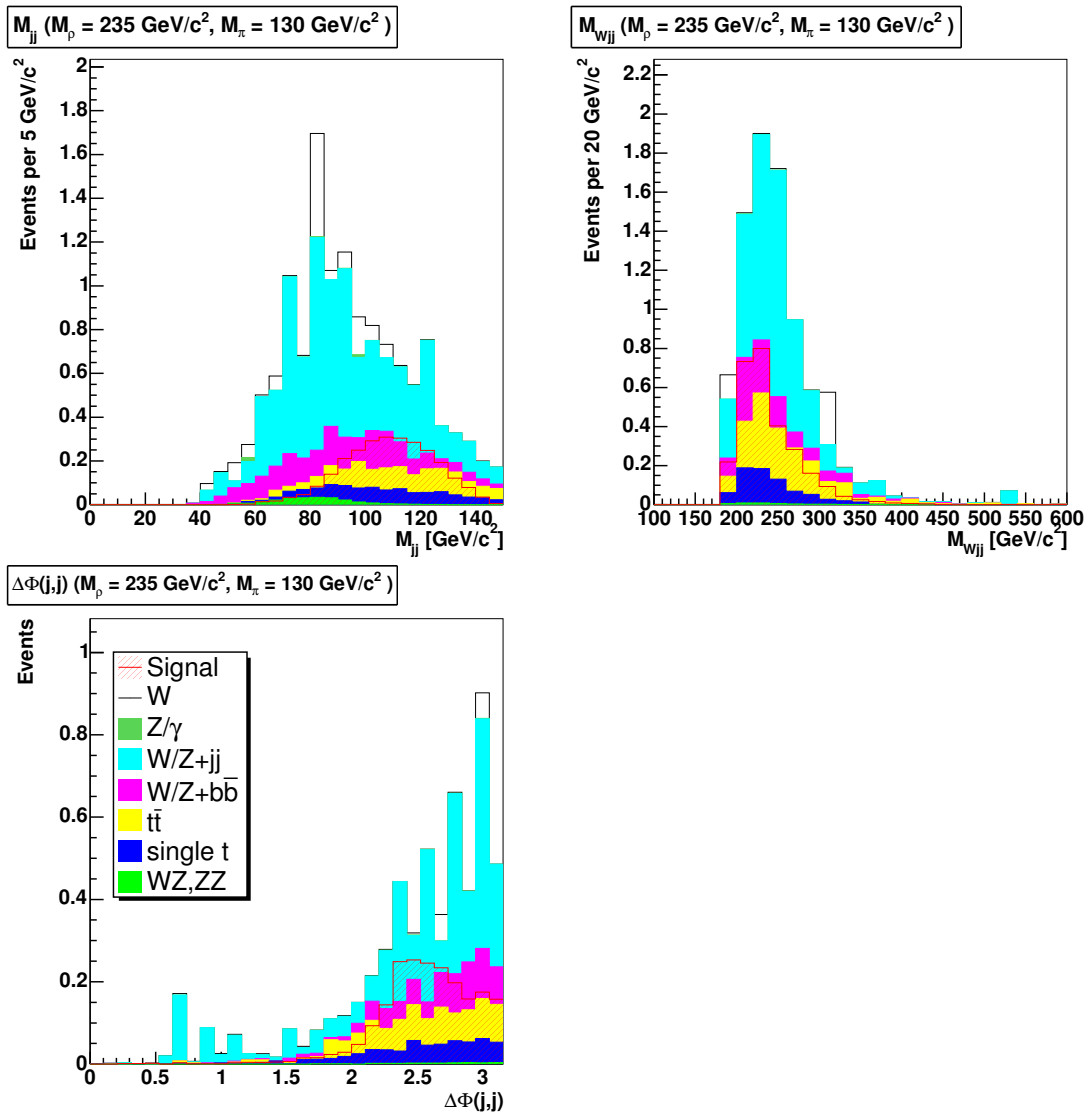 M_jj (M_ρ = 235 GeV/c², M_π = 130 GeV/c² )
Events per 5 GeV/c²
2
1.8
1.6
1.4
1.2
1
0.8
0.6
0.4
0.2
0
0 20 40 60 80 100 120 140
M_jj [GeV/c²]
M_Wjj (M_ρ = 235 GeV/c², M_π = 130 GeV/c² )
Events per 20 GeV/c²
2.2
2
1.8
1.6
1.4
1.2
1
0.8
0.6
0.4
0.2
0
100 150 200 250 300 350 400 450 500 550 600
M_Wjj [GeV/c²]
ΔΦ(j,j) (M_ρ = 235 GeV/c², M_π = 130 GeV/c² )
Events
1
0.8
0.6
0.4
0.2
0
Signal
W
Z/γ
W/Z+jj
W/Z+bb̄
tt̄
single t
WZ,ZZ
0 0.5 1 1.5 2 2.5 3
ΔΦ(j,j)